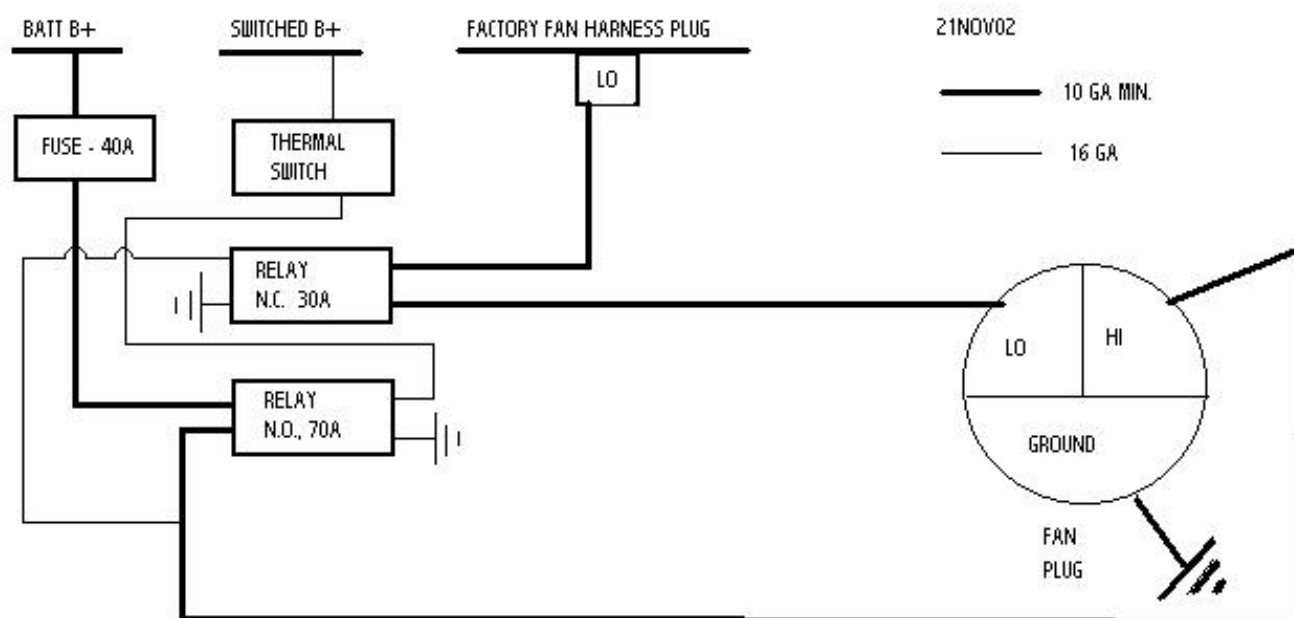 BATT B+
SWITCHED B+
FACTORY FAN HARNESS PLUG
21NOV02
LO
10 GA MIN.
FUSE - 40A
THERMAL
SWITCH
16 GA
RELAY
N.C. 30A
LO
HI
RELAY
N.O., 70A
GROUND
FAN
PLUG